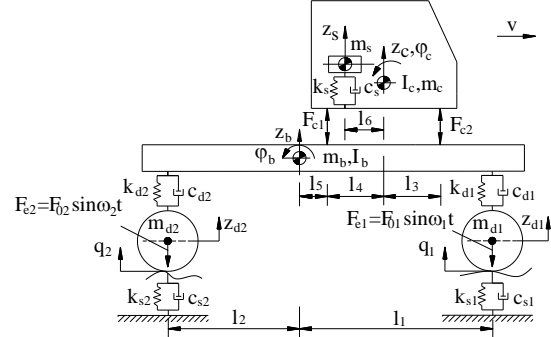 z_s
m_s
z_c, φ_c
v
k_s
c_s
I_c, m_c
F_c1
l_6
F_c2
z_b
φ_b
m_b, I_b
l_5
l_4
l_3
k_d2
c_d2
k_d1
c_d1
F_e2=F_02 sinω_2t
F_e1=F_01 sinω_1t
m_d2
z_d2
m_d1
z_d1
q_2
q_1
k_s2
c_s2
k_s1
c_s1
l_2
l_1